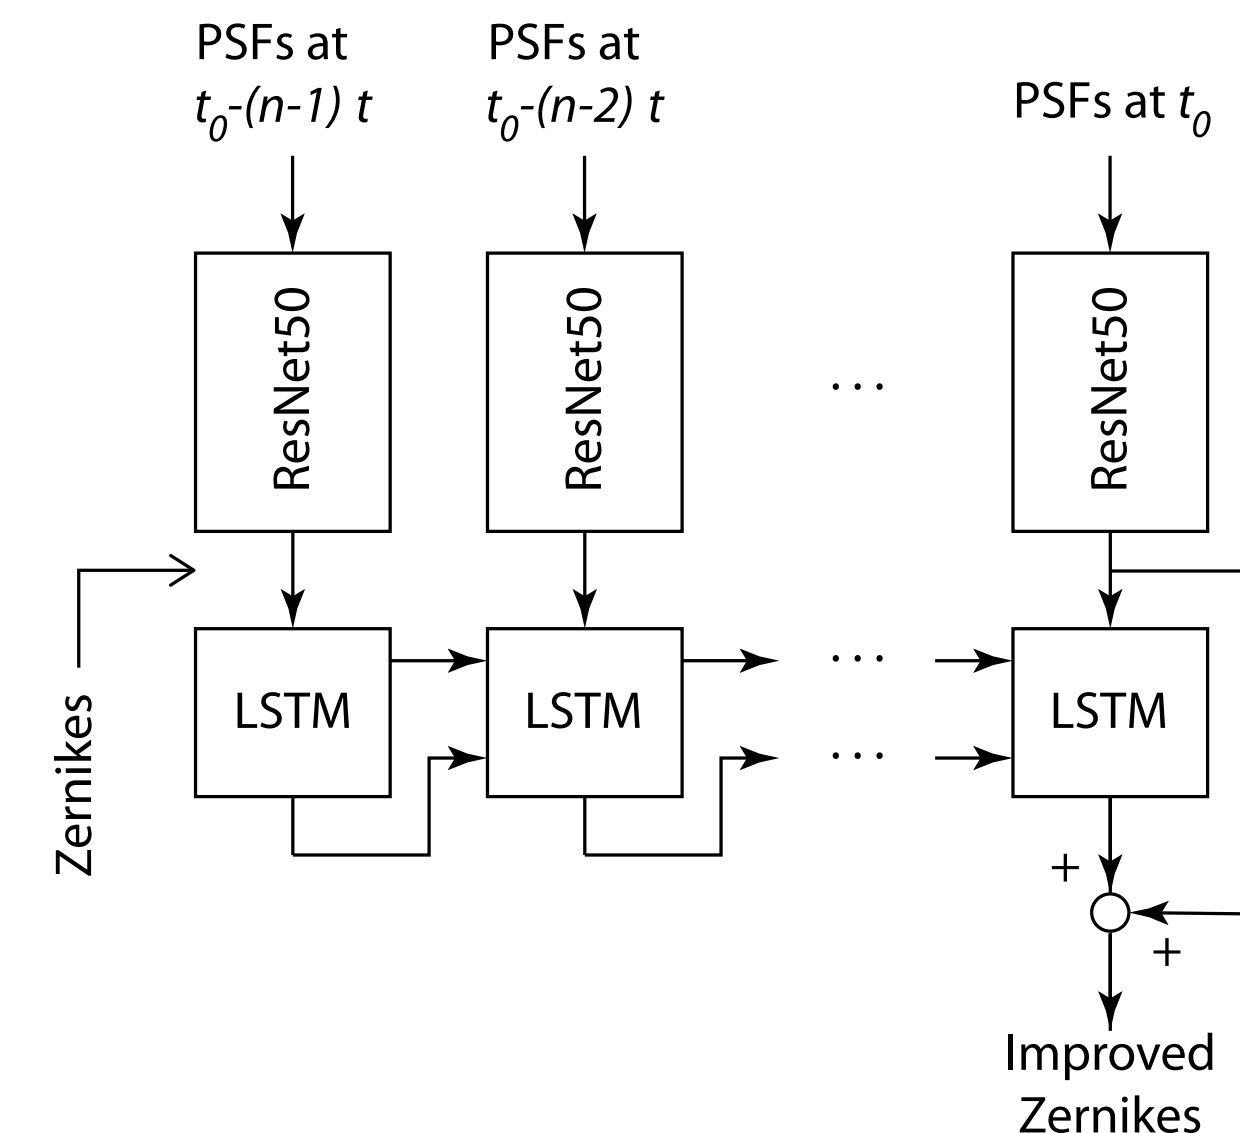 PSFs at
t₀-(n-1) t
PSFs at
t₀-(n-2) t
PSFs at t₀
ResNet50
ResNet50
...
ResNet50
Zernikes
LSTM
LSTM
...
...
LSTM
+
+
Improved
Zernikes